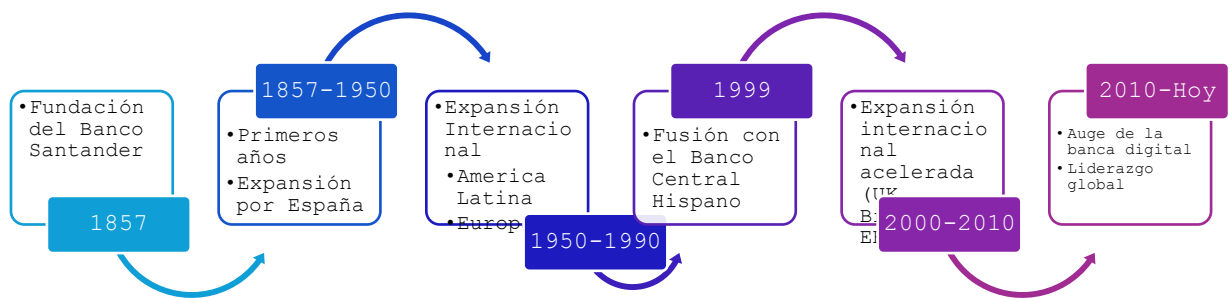 •Fundación
del Banco
Santander
1857
1857-1950
•Primeros
años
•Expansión
por España
•Expansión
Internacio
nal
•America
Latina
•Europ
1950-1990
1999
•Fusión con
el Banco
Central
Hispano
•Expansión
internacio
nal
acelerada
2000-2010
2010-Hoy
•Auge de la
banca digital
•Liderazgo
global